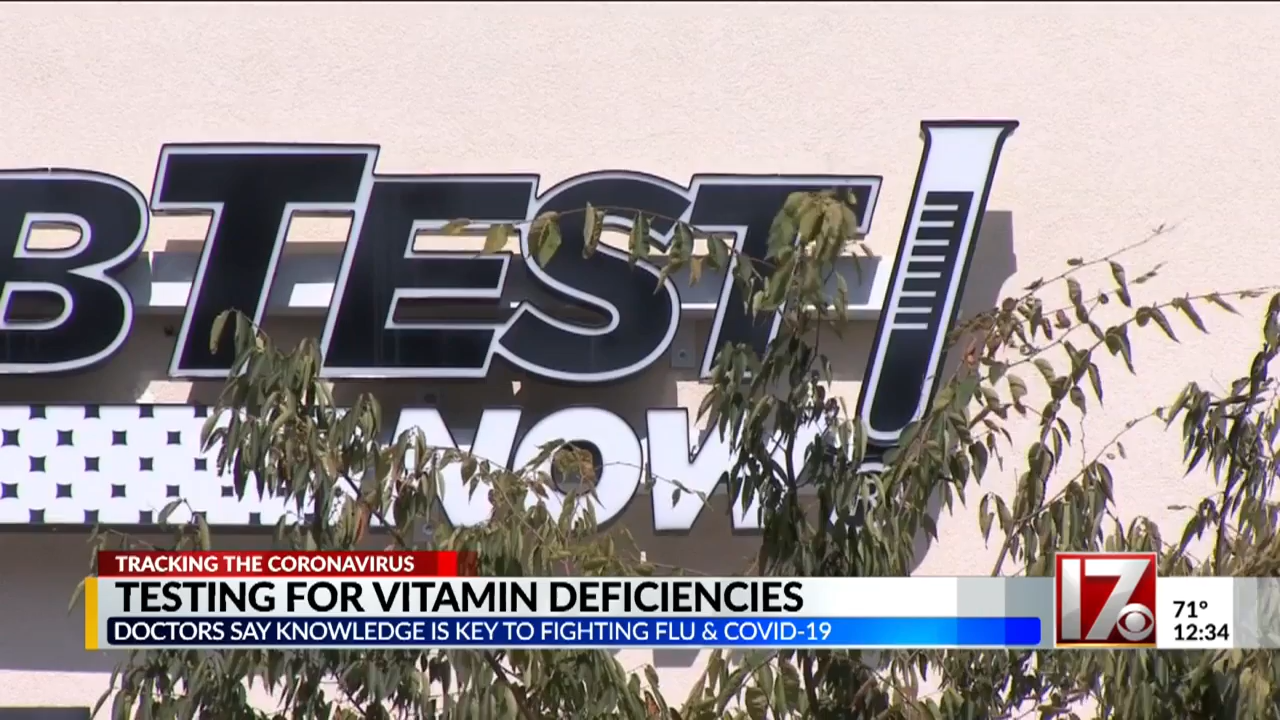 BTEST
NOW
TRACKING THE CORONAVIRUS
TESTING FOR VITAMIN DEFICIENCIES
DOCTORS SAY KNOWLEDGE IS KEY TO FIGHTING FLU & COVID-19
17
71°
12:34